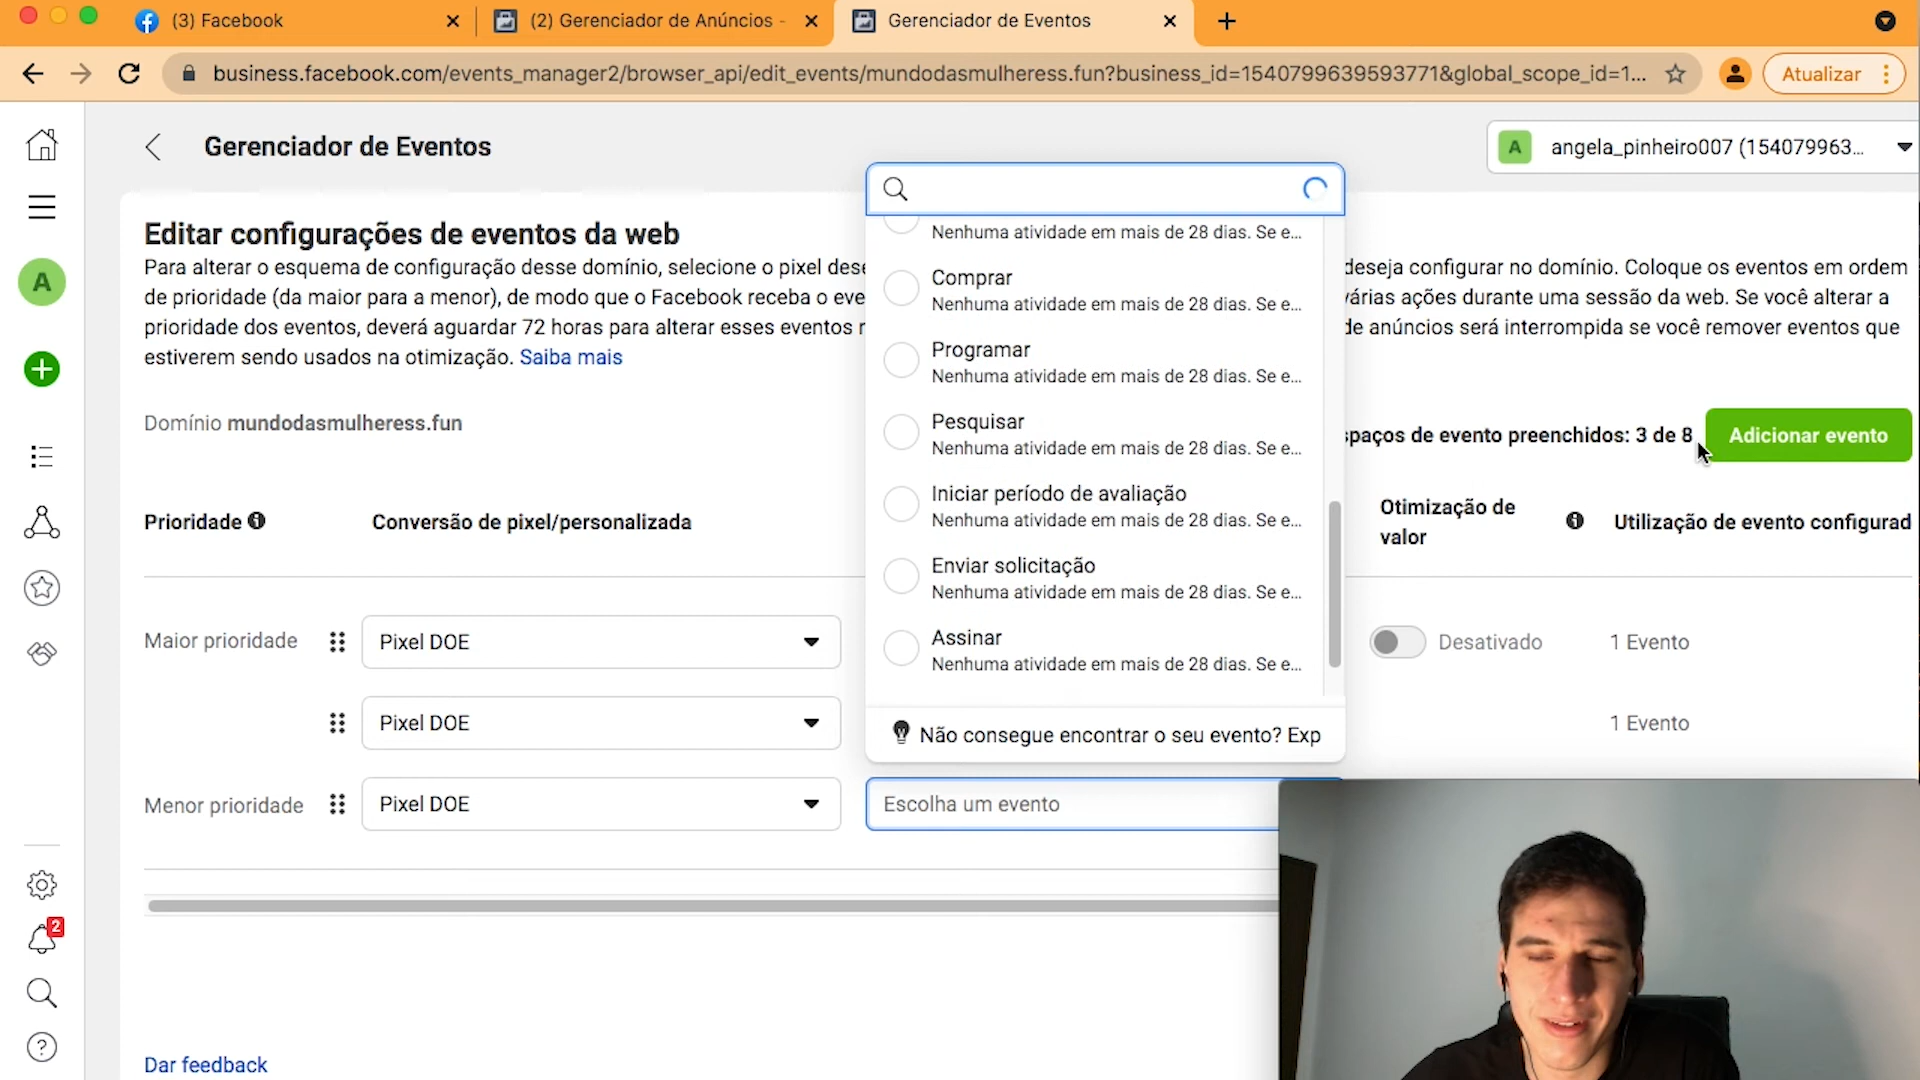 (3) Facebook
(2) Gerenciador de Anúncios -
Gerenciador de Eventos
business.facebook.com/events_manager2/browser_api/edit_events/mundodasmulheress.fun?business_id=1540799639593771&global_scope_id=1...
Atualizar
Gerenciador de Eventos
A
angela_pinheiro007 (154079963...
A
2
Editar configurações de eventos da web
Para alterar o esquema de configuração desse domínio, selecione o pixel dese
deseja configurar no domínio. Coloque os eventos em ordem
de prioridade (da maior para a menor), de modo que o Facebook receba o eve
várias ações durante uma sessão da web. Se você alterar a
prioridade dos eventos, deverá aguardar 72 horas para alterar esses eventos
de anúncios será interrompida se você remover eventos que
estiverem sendo usados na otimização. Saiba mais
Domínio mundodasmulheress.fun
spaços de evento preenchidos: 3 de 8
Adicionar evento
Prioridade
Conversão de pixel/personalizada
Otimização de
valor
Utilização de evento configurad
Maior prioridade
Pixel DOE
Desativado
1 Evento
Pixel DOE
1 Evento
Menor prioridade
Pixel DOE
Escolha um evento
Nenhuma atividade em mais de 28 dias. Se e...
Comprar
Nenhuma atividade em mais de 28 dias. Se e...
Programar
Nenhuma atividade em mais de 28 dias. Se e...
Pesquisar
Nenhuma atividade em mais de 28 dias. Se e...
Iniciar período de avaliação
Nenhuma atividade em mais de 28 dias. Se e...
Enviar solicitação
Nenhuma atividade em mais de 28 dias. Se e...
Assinar
Nenhuma atividade em mais de 28 dias. Se e...
Não consegue encontrar o seu evento? Exp
Dar feedback